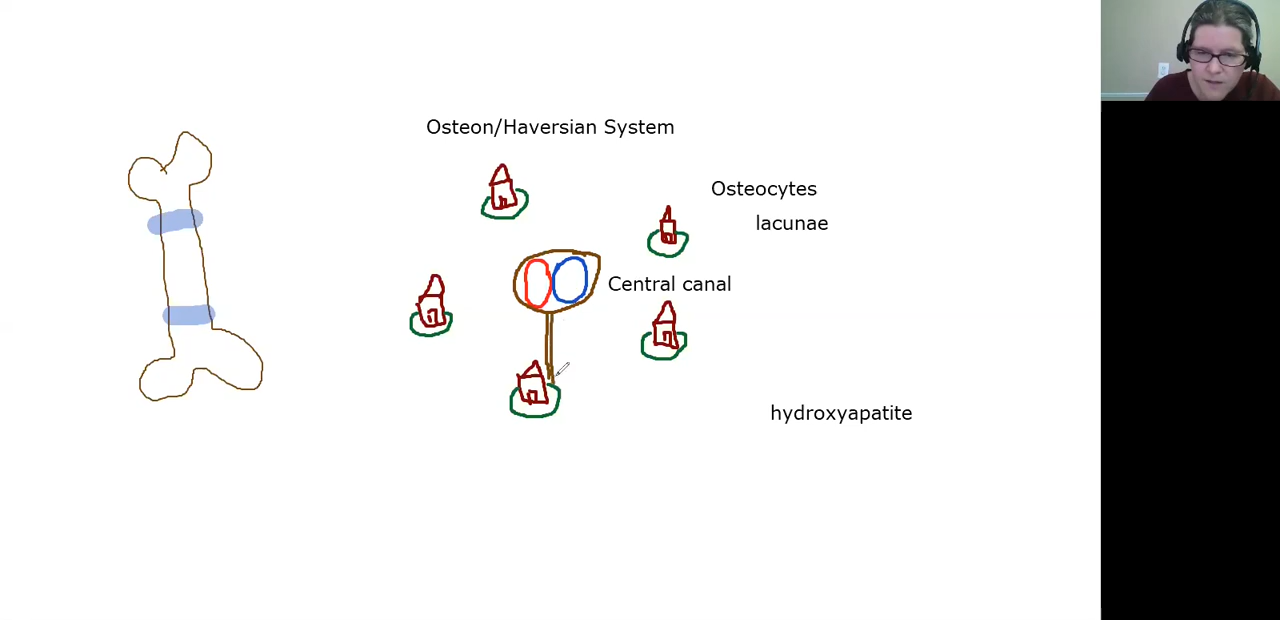 Osteon/Haversian System
Osteocytes
lacunae
Central canal
hydroxyapatite